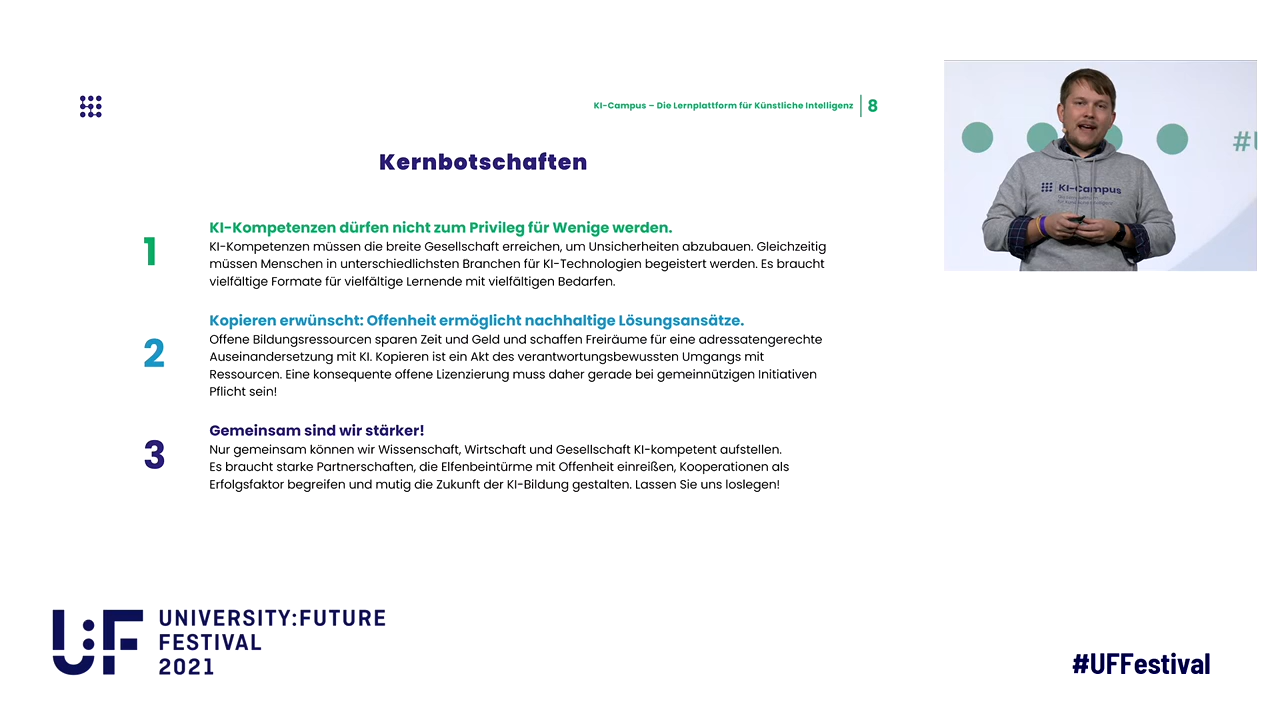 KI-Campus – Die Lernplattform für Künstliche Intelligenz
8
Kernbotschaften
1
KI-Kompetenzen dürfen nicht zum Privileg für Wenige werden.
KI-Kompetenzen müssen die breite Gesellschaft erreichen, um Unsicherheiten abzubauen. Gleichzeitig
müssen Menschen in unterschiedlichsten Branchen für KI-Technologien begeistert werden. Es braucht
vielfältige Formate für vielfältige Lernende mit vielfältigen Bedarfen.
2
Kopieren erwünscht: Offenheit ermöglicht nachhaltige Lösungsansätze.
Offene Bildungsressourcen sparen Zeit und Geld und schaffen Freiräume für eine adressatengerechte
Auseinandersetzung mit KI. Kopieren ist ein Akt des verantwortungsbewussten Umgangs mit
Ressourcen. Eine konsequente offene Lizenzierung muss daher gerade bei gemeinnützigen Initiativen
Pflicht sein!
3
Gemeinsam sind wir stärker!
Nur gemeinsam können wir Wissenschaft, Wirtschaft und Gesellschaft KI-kompetent aufstellen.
Es braucht starke Partnerschaften, die Elfenbeintürme mit Offenheit einreißen, Kooperationen als
Erfolgsfaktor begreifen und mutig die Zukunft der KI-Bildung gestalten. Lassen Sie uns loslegen!
#U
KI-Campus
U:F
UNIVERSITY:FUTURE
FESTIVAL
2021
#UFFestival